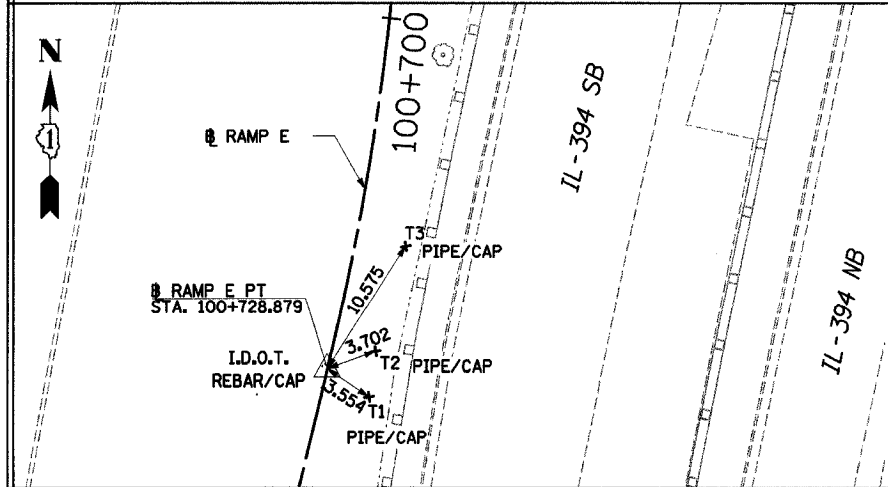 N
1
100+700
℄ RAMP E
IL-394 SB
T3
PIPE/CAP
10.575
℄ RAMP E PT
STA. 100+728.879
3.702
I.D.O.T.
REBAR/CAP
T2 PIPE/CAP
3.554
T1
PIPE/CAP
IL-394 NB